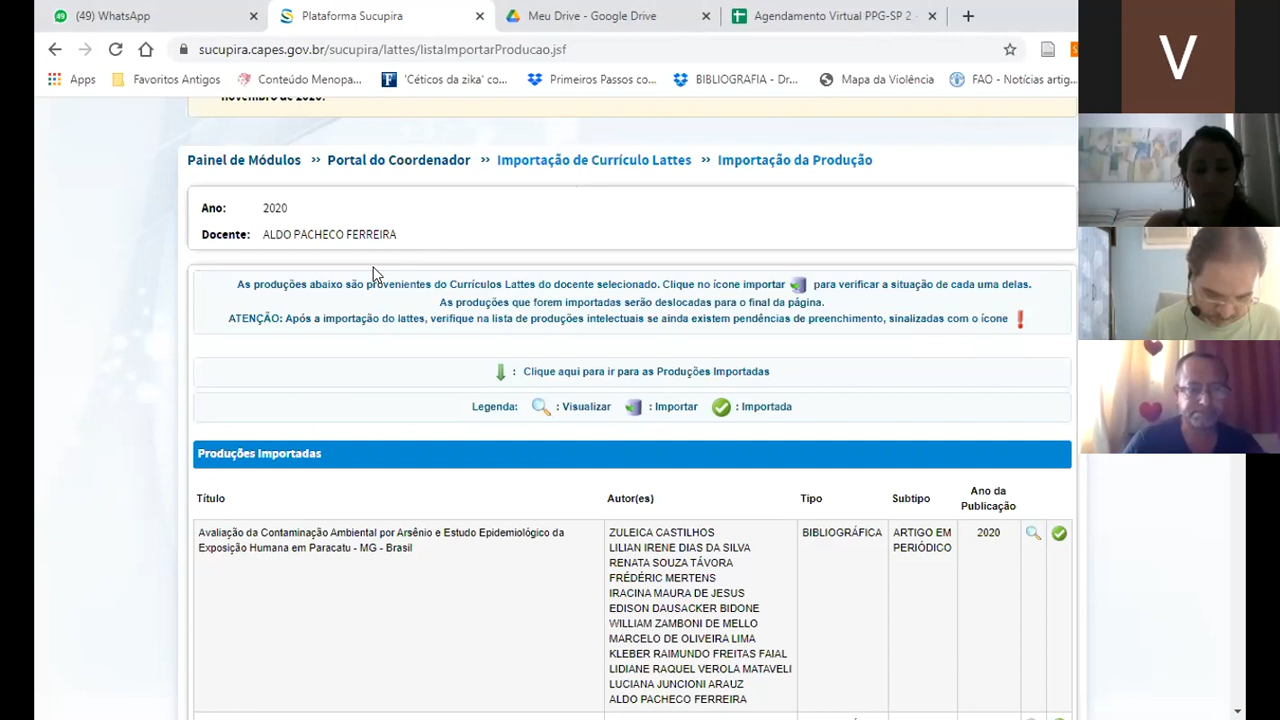 (49) WhatsApp
Plataforma Sucupira
Meu Drive - Google Drive
Agendamento Virtual PPG-SP 2
sucupira.capes.gov.br/sucupira/lattes/listaImportarProducao.jsf
Apps
Favoritos Antigos
Conteúdo Menopa...
'Céticos da zika' co...
Primeiros Passos co...
BIBLIOGRAFIA - Dr...
Mapa da Violência
FAO - Notícias artig...
V
novembro de 2020.
Painel de Módulos » Portal do Coordenador » Importação de Currículo Lattes » Importação da Produção
Ano: 2020
Docente: ALDO PACHECO FERREIRA
As produções abaixo são provenientes do Currículos Lattes do docente selecionado. Clique no ícone importar para verificar a situação de cada uma delas.
As produções que forem importadas serão deslocadas para o final da página.
ATENÇÃO: Após a importação do lattes, verifique na lista de produções intelectuais se ainda existem pendências de preenchimento, sinalizadas com o ícone
: Clique aqui para ir para as Produções Importadas
Legenda: : Visualizar : Importar : Importada
Produções Importadas
Título Autor(es) Tipo Subtipo Ano da Publicação
Avaliação da Contaminação Ambiental por Arsênio e Estudo Epidemiológico da
Exposição Humana em Paracatu - MG - Brasil
ZULEICA CASTILHOS
LILIAN IRENE DIAS DA SILVA
RENATA SOUZA TÁVORA
FRÉDÉRIC MERTENS
IRACINA MAURA DE JESUS
EDISON DAUSACKER BIDONE
WILLIAM ZAMBONI DE MELLO
MARCELO DE OLIVEIRA LIMA
KLEBER RAIMUNDO FREITAS FAIAL
LIDIANE RAQUEL VEROLA MATAVELI
LUCIANA JUNCIONI ARAUZ
ALDO PACHECO FERREIRA
BIBLIOGRÁFICA
ARTIGO EM
PERIÓDICO
2020